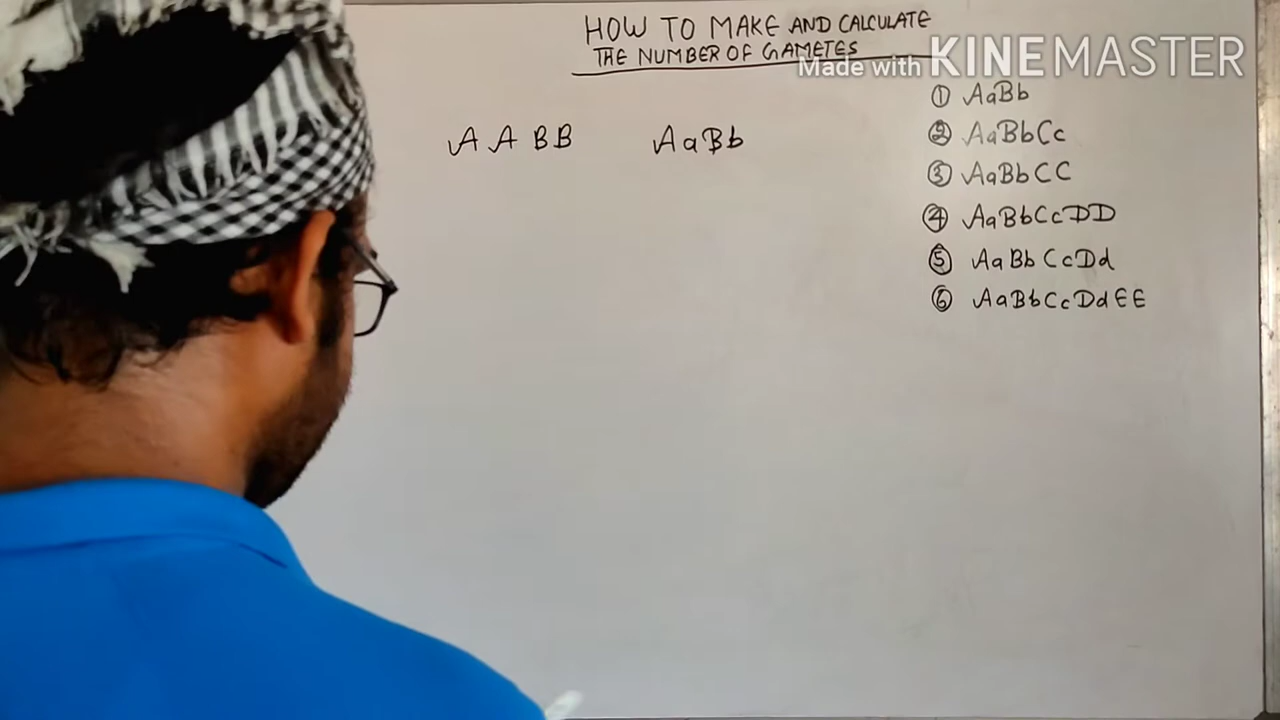 HOW TO MAKE AND CALCULATE
THE NUMBER OF GAMETES
Made with KINEMASTER
AABB AaBb
① AaBb
② AaBbCc
③ AaBbCC
④ AaBbCcDD
⑤ AaBbCcDd
⑥ AaBbCcDdEE